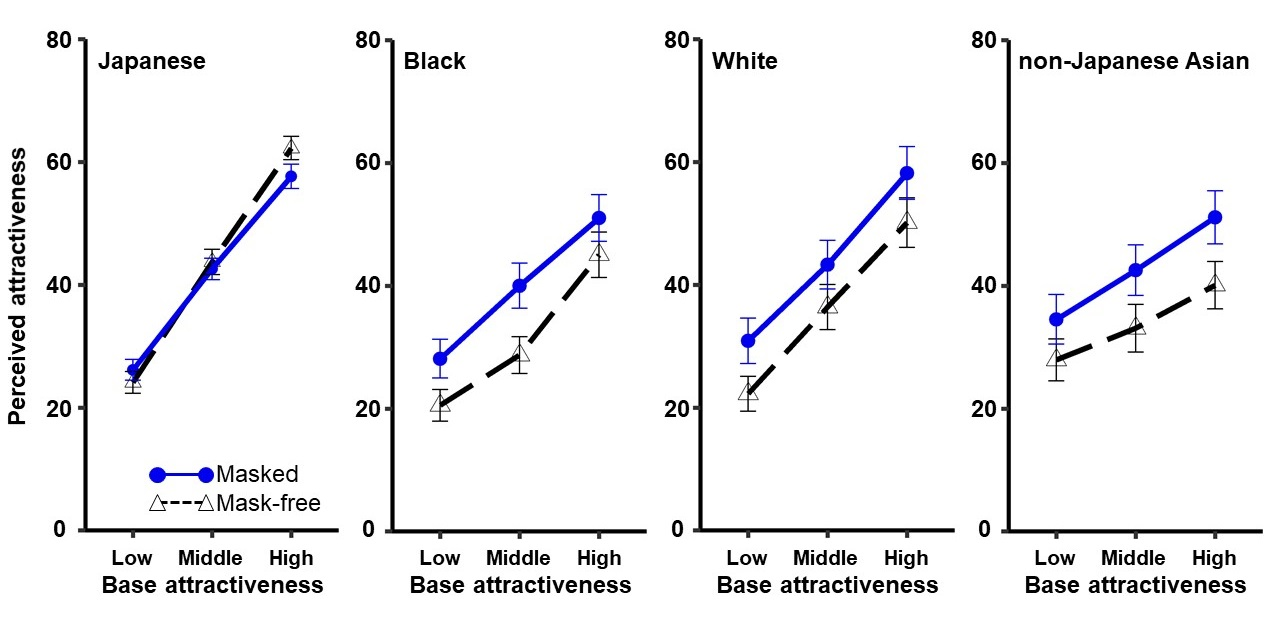 Perceived attractiveness
Japanese
80
60
40
20
0
Masked
Mask-free
Low Middle High
Base attractiveness
Black
80
60
40
20
0
Low Middle High
Base attractiveness
White
80
60
40
20
0
Low Middle High
Base attractiveness
non-Japanese Asian
80
60
40
20
0
Low Middle High
Base attractiveness